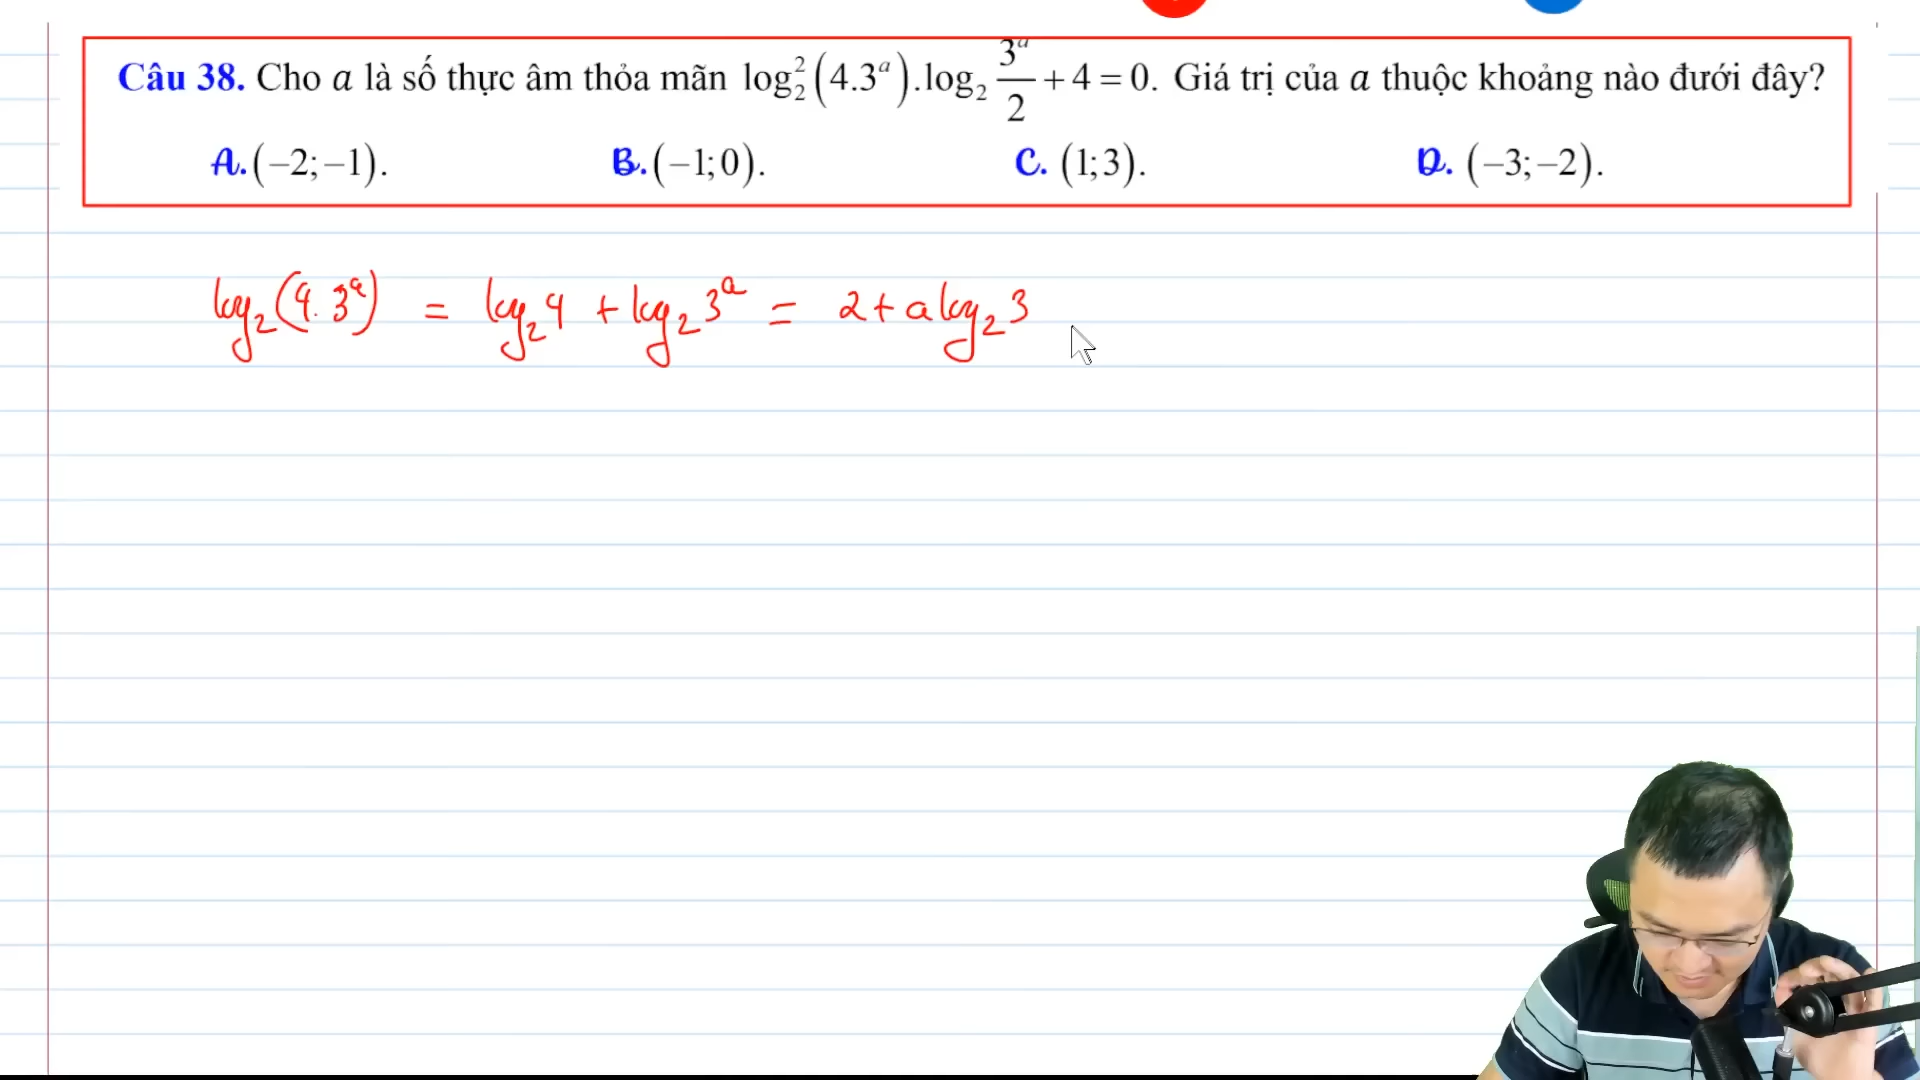 Câu 38. Cho a là số thực âm thỏa mãn log₂²(4.3ᵃ).log₂ 3ᵃ/2 + 4 = 0. Giá trị của a thuộc khoảng nào dưới đây?
A. (−2;−1). B. (−1;0). C. (1;3). D. (−3;−2).
log₂(4.3ᵃ) = log₂4 + log₂3ᵃ = 2 + a log₂3